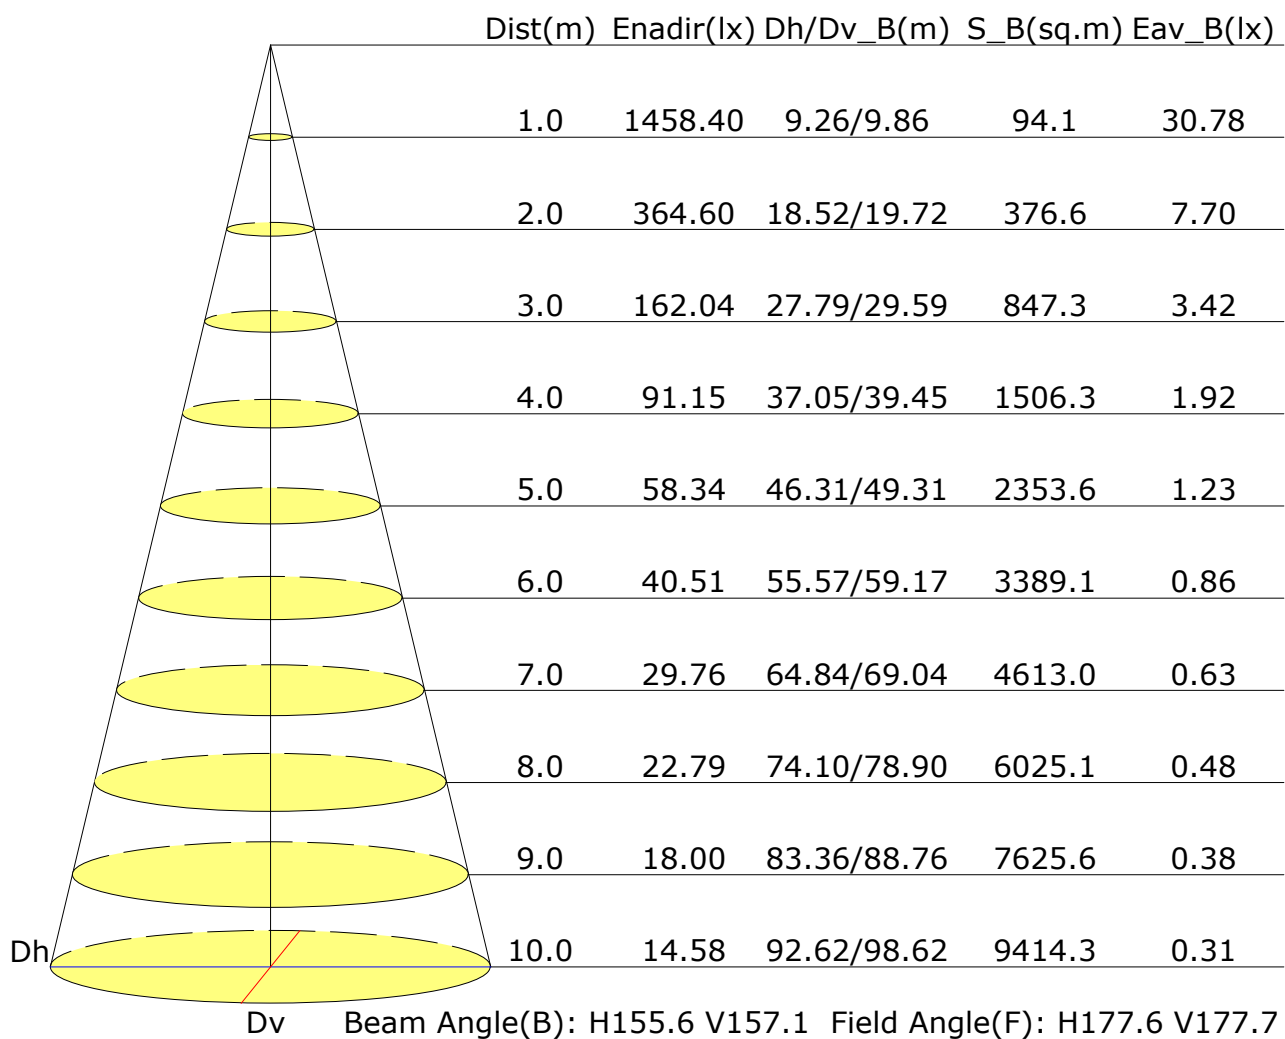 Dist(m) Enadir(lx) Dh/Dv_B(m) S_B(sq.m) Eav_B(lx)
1.0 1458.40 9.26/9.86 94.1 30.78
2.0 364.60 18.52/19.72 376.6 7.70
3.0 162.04 27.79/29.59 847.3 3.42
4.0 91.15 37.05/39.45 1506.3 1.92
5.0 58.34 46.31/49.31 2353.6 1.23
6.0 40.51 55.57/59.17 3389.1 0.86
7.0 29.76 64.84/69.04 4613.0 0.63
8.0 22.79 74.10/78.90 6025.1 0.48
9.0 18.00 83.36/88.76 7625.6 0.38
Dh 10.0 14.58 92.62/98.62 9414.3 0.31
Dv Beam Angle(B): H155.6 V157.1 Field Angle(F): H177.6 V177.7